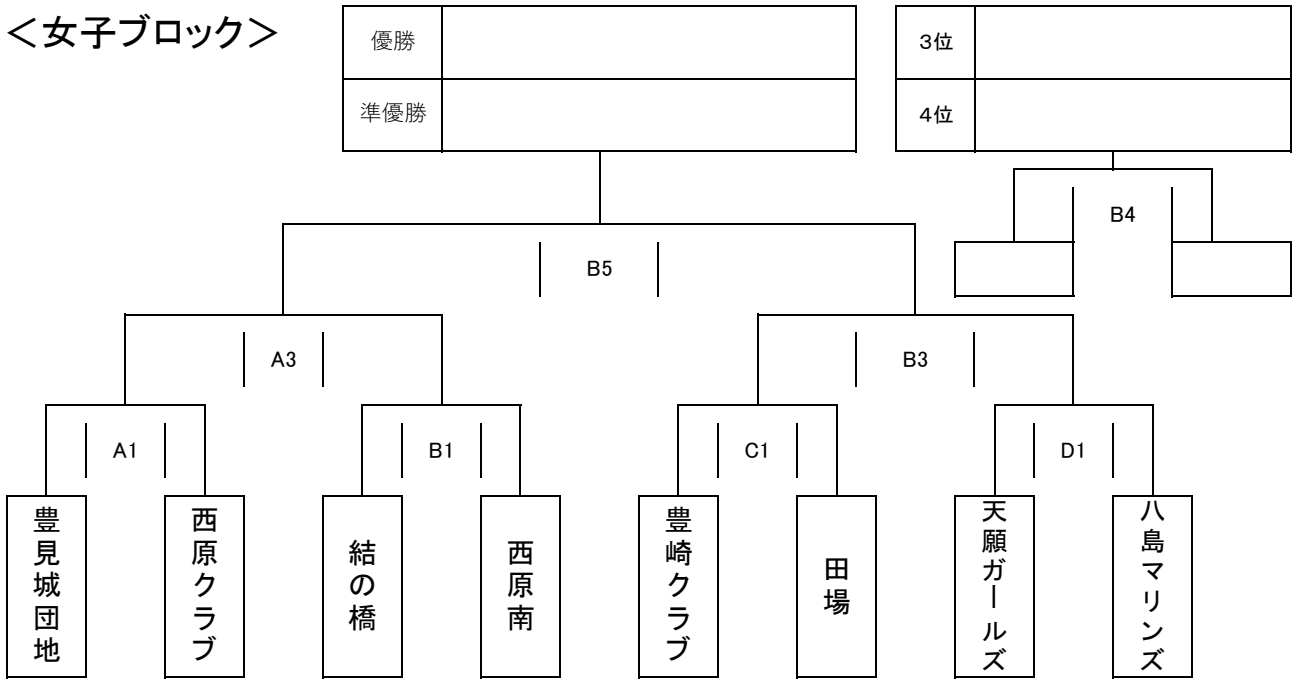 ＜女子ブロック＞
優勝
準優勝
３位
４位
B4
B5
A3
B3
A1
B1
C1
D1
豊見城団地
西原クラブ
結の橋
西原南
豊崎クラブ
田場
天願ガールズ
八島マリンズ